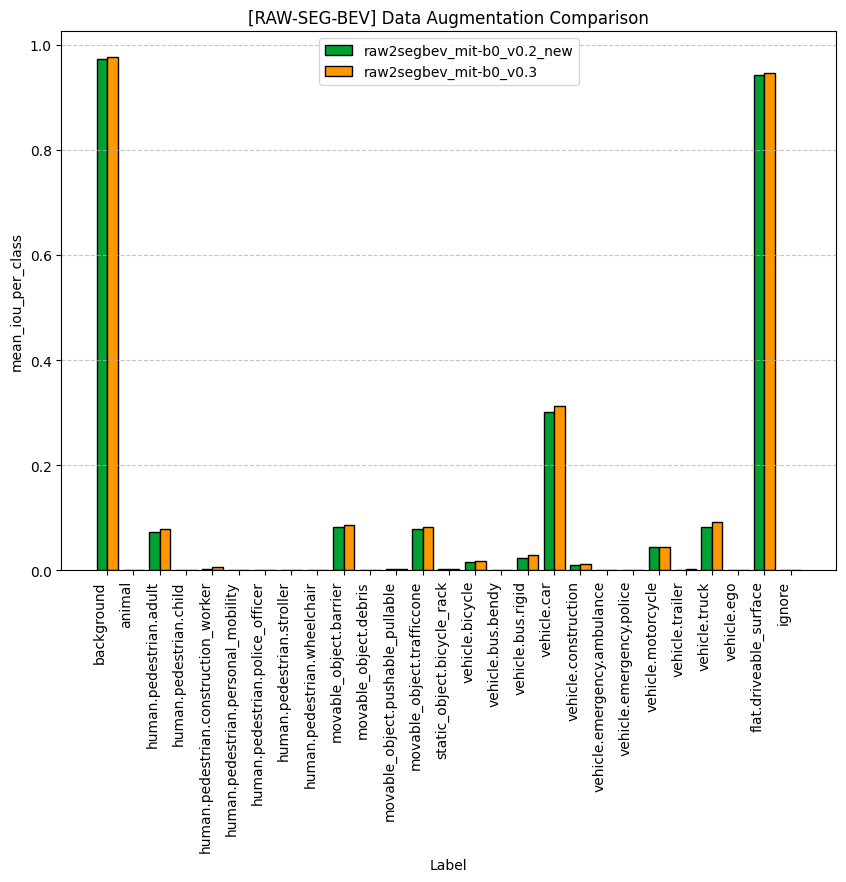 [RAW-SEG-BEV] Data Augmentation Comparison
raw2segbev_mit-b0_v0.2_new
raw2segbev_mit-b0_v0.3
mean_iou_per_class
1.0
0.8
0.6
0.4
0.2
0.0
background
animal
human.pedestrian.adult
human.pedestrian.child
human.pedestrian.construction_worker
human.pedestrian.personal_mobility
human.pedestrian.police_officer
human.pedestrian.stroller
human.pedestrian.wheelchair
movable_object.barrier
movable_object.debris
movable_object.pushable_pullable
movable_object.trafficcone
static_object.bicycle_rack
vehicle.bicycle
vehicle.bus.bendy
vehicle.bus.rigid
vehicle.car
vehicle.construction
vehicle.emergency.ambulance
vehicle.emergency.police
vehicle.motorcycle
vehicle.trailer
vehicle.truck
vehicle.ego
flat.driveable_surface
ignore
Label